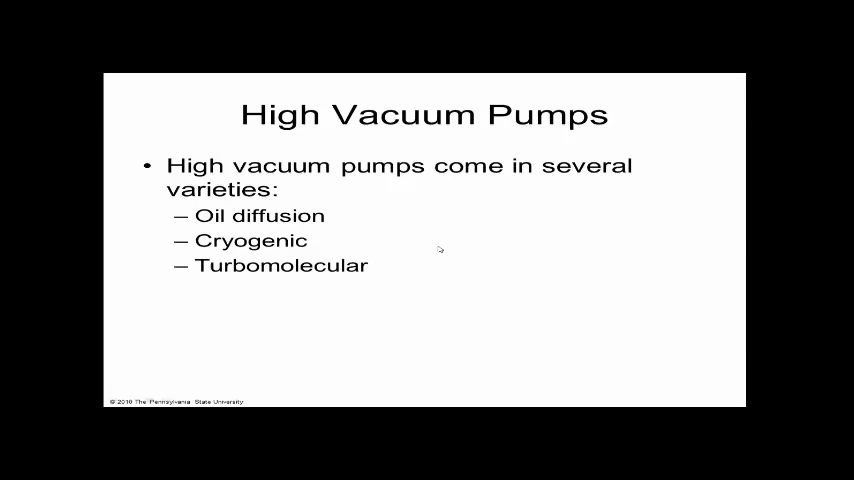 High Vacuum Pumps
• High vacuum pumps come in several
varieties:
– Oil diffusion
– Cryogenic
– Turbomolecular
© 2010 The Pennsylvania State University